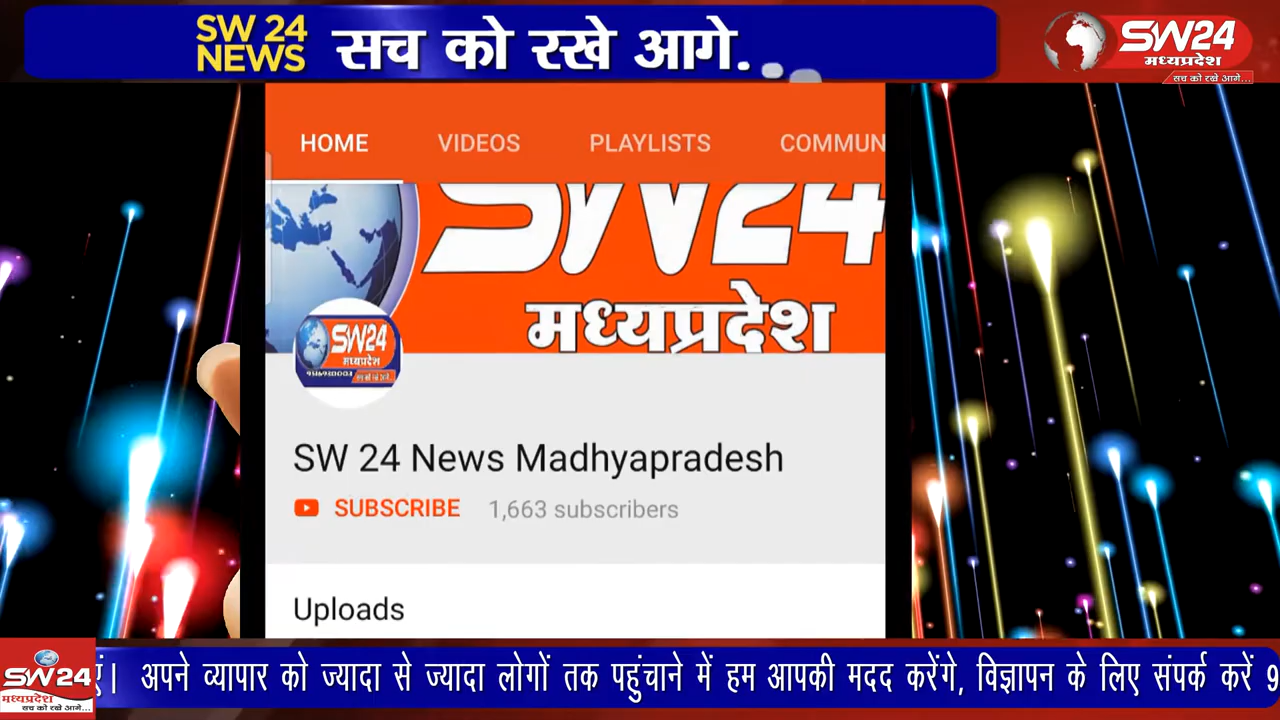 SW 24
NEWS
सच को रखे आगे.
SW24
मध्यप्रदेश
सच को रखे आगे...
HOME VIDEOS PLAYLISTS COMMUN
SW24
मध्यप्रदेश
SW24
मध्यप्रदेश
SW 24 News Madhyapradesh
SUBSCRIBE 1,663 subscribers
Uploads
SW24
मध्यप्रदेश
सच को रखे आगे...
अपने व्यापार को ज्यादा से ज्यादा लोगों तक पहुंचाने में हम आपकी मदद करेंगे, विज्ञापन के लिए संपर्क करें 9